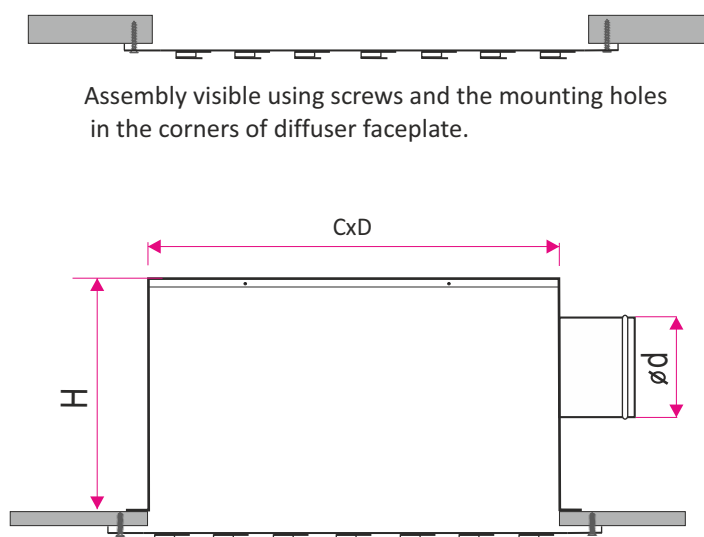 Assembly visible using screws and the mounting holes
in the corners of diffuser faceplate.
CxD
H
ød